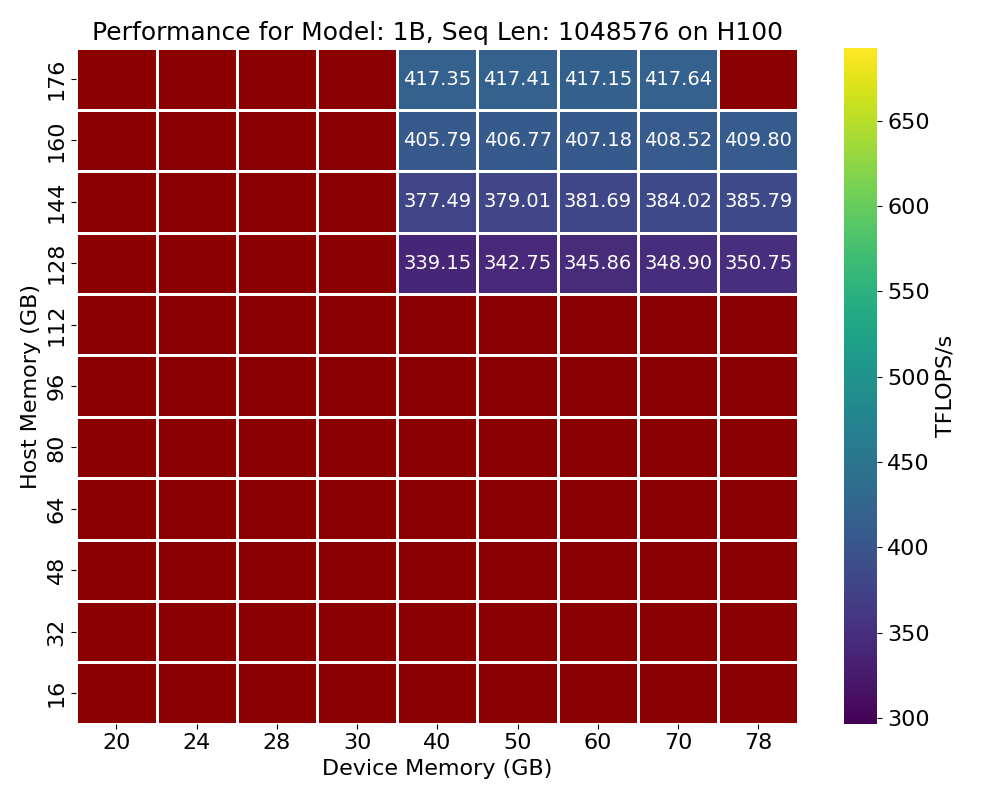 Performance for Model: 1B, Seq Len: 1048576 on H100
176 417.35 417.41 417.15 417.64
160 405.79 406.77 407.18 408.52 409.80
144 377.49 379.01 381.69 384.02 385.79
128 339.15 342.75 345.86 348.90 350.75
112
96
80
64
48
32
16
Host Memory (GB)
20 24 28 30 40 50 60 70 78
Device Memory (GB)
650
600
550
500
450
400
350
300
TFLOPS/s